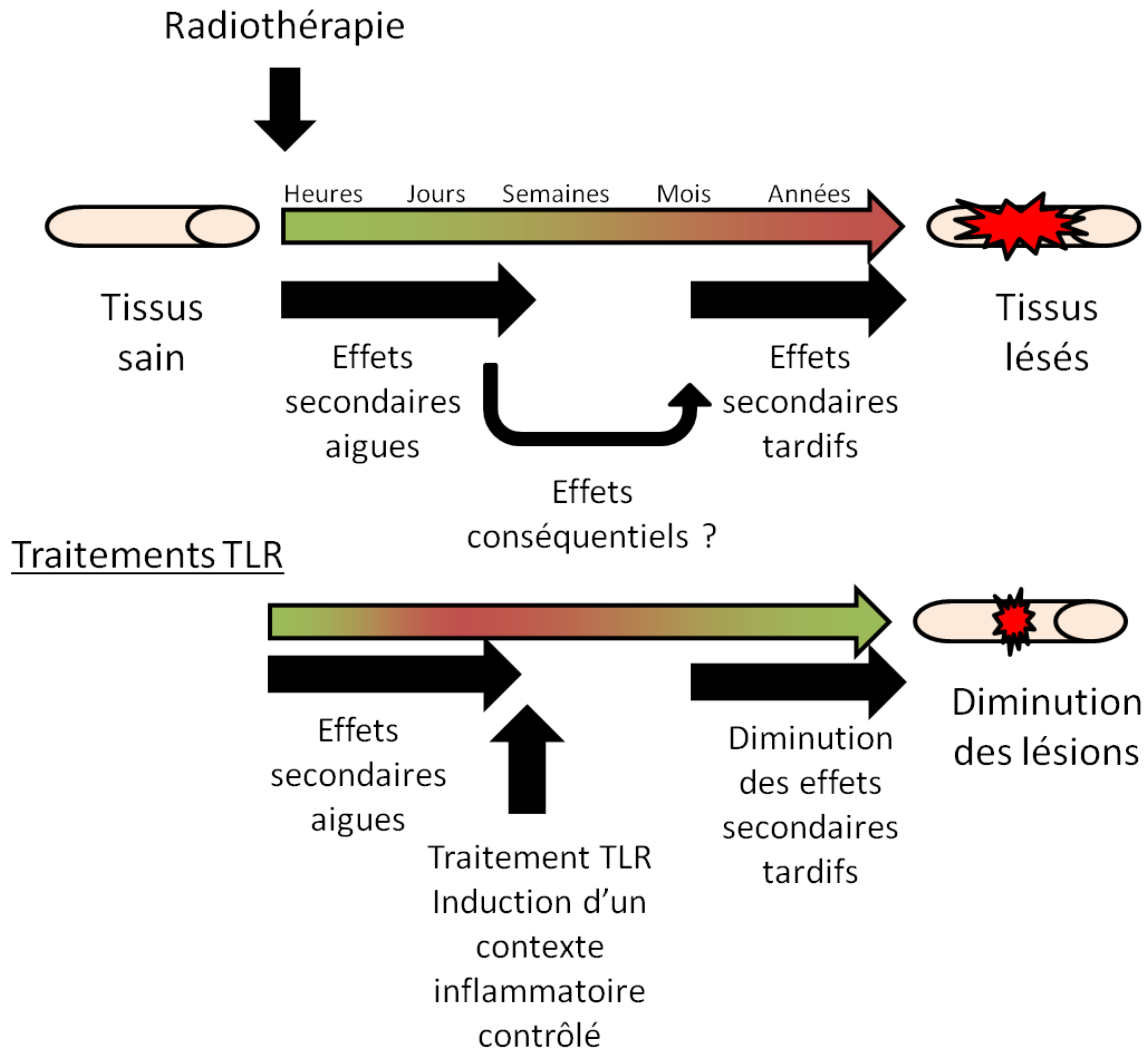 Radiothérapie
Heures Jours Semaines Mois Années
Tissus
sain
Effets
secondaires
aigues
Effets
secondaires
tardifs
Tissus
lésés
Effets
conséquentiels ?
Traitements TLR
Effets
secondaires
aigues
Traitement TLR
Induction d’un
contexte
inflammatoire
contrôlé
Diminution
des effets
secondaires
tardifs
Diminution
des lésions